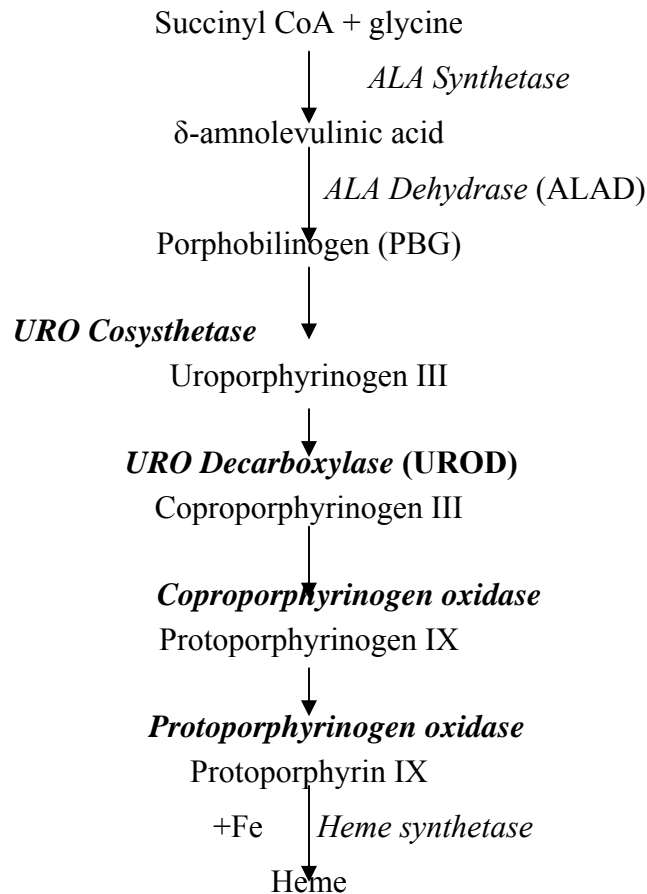 Succinyl CoA + glycine
ALA Synthetase
δ-amnolevulinic acid
ALA Dehydrase (ALAD)
Porphobilinogen (PBG)
URO Cosysthetase
Uroporphyrinogen III
URO Decarboxylase (UROD)
Coproporphyrinogen III
Coproporphyrinogen oxidase
Protoporphyrinogen IX
Protoporphyrinogen oxidase
Protoporphyrin IX
+Fe Heme synthetase
Heme